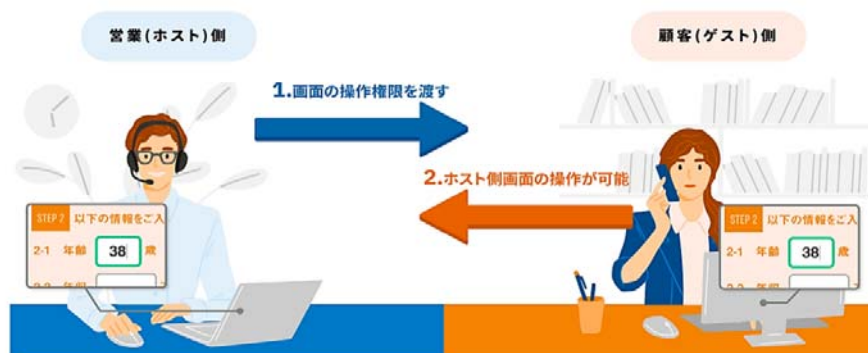 営業(ホスト)側
顧客(ゲスト)側
1.画面の操作権限を渡す
2.ホスト側画面の操作が可能
STEP 2 以下の情報をご入
2-1 年齢 38 歳
STEP 2 以下の情報をご入
2-1 年齢 38 歳